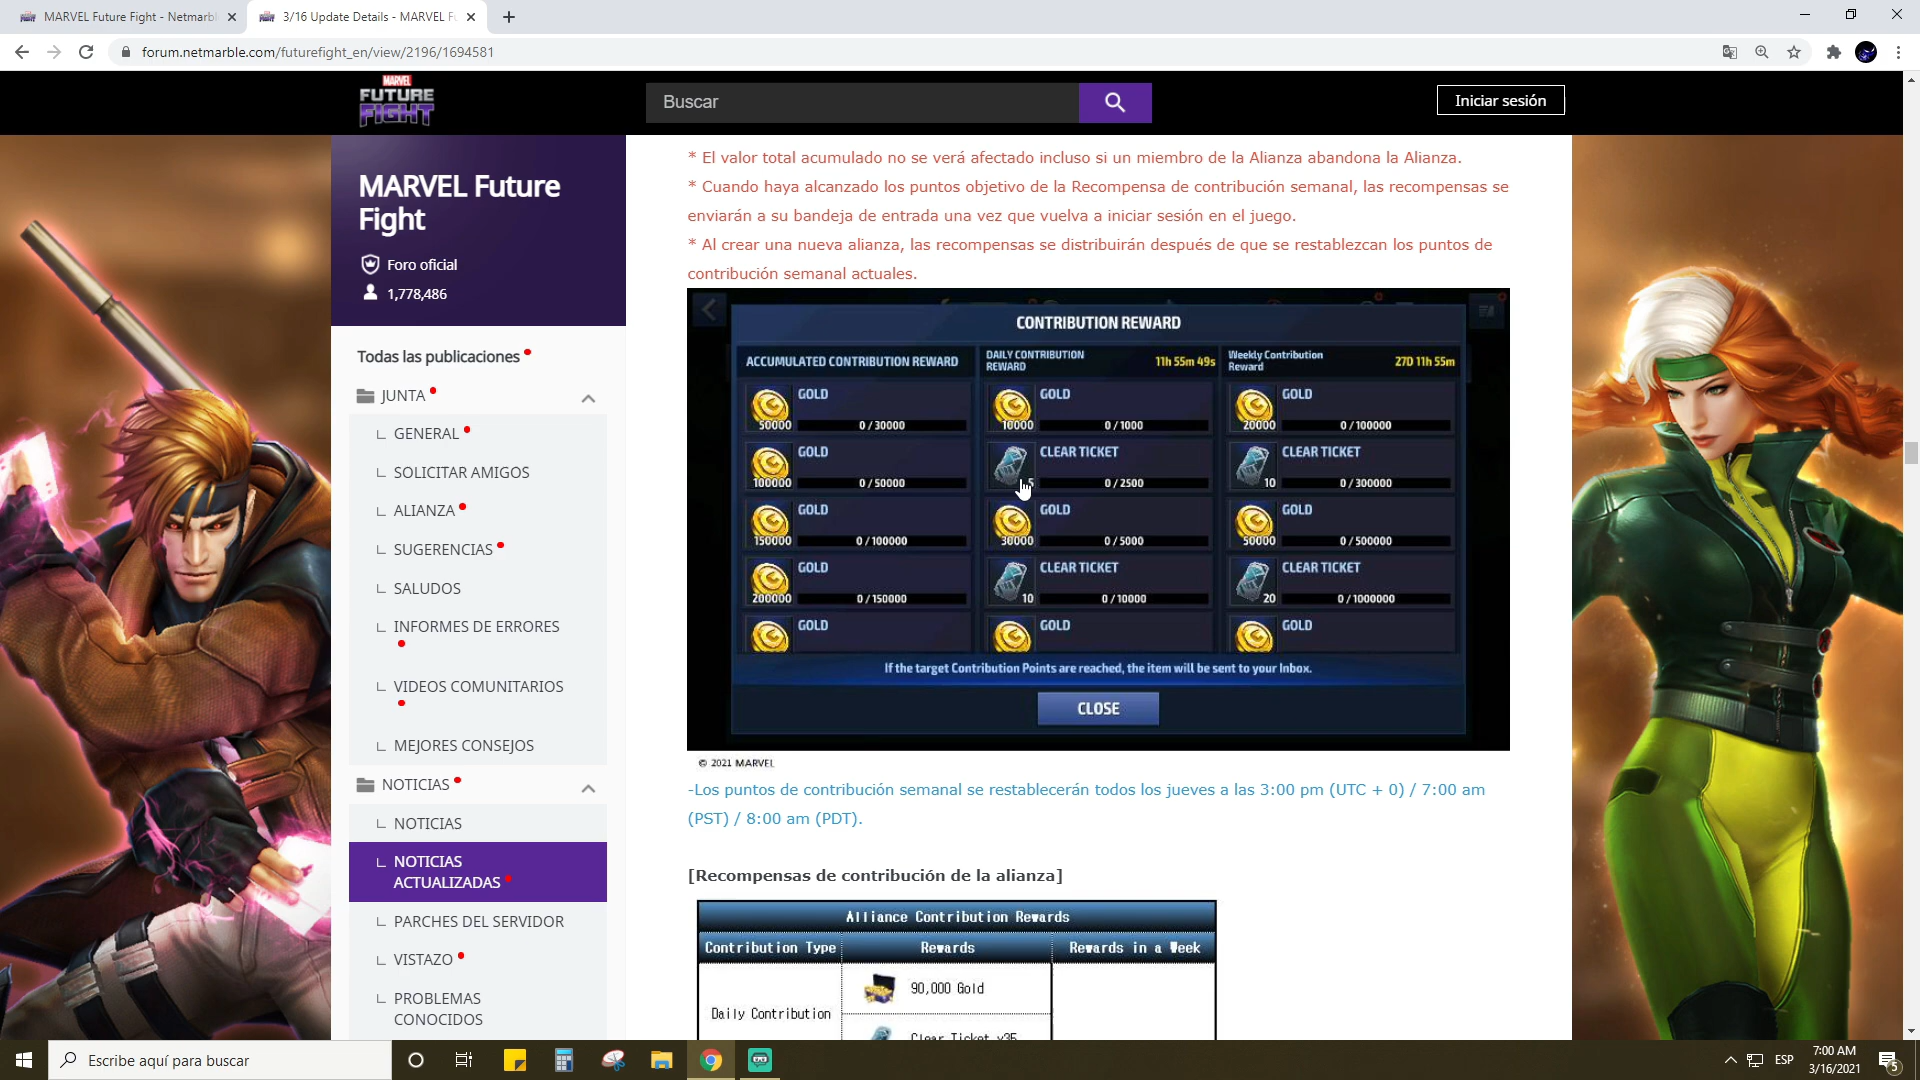 MARVEL Future Fight - Netmarbl
3/16 Update Details - MARVEL Fu
forum.netmarble.com/futurefight_en/view/2196/1694581
MARVEL
FUTURE
FIGHT
Buscar
Iniciar sesión
MARVEL Future
Fight
Foro oficial
1,778,486
Todas las publicaciones
JUNTA
GENERAL
SOLICITAR AMIGOS
ALIANZA
SUGERENCIAS
SALUDOS
INFORMES DE ERRORES
VIDEOS COMUNITARIOS
MEJORES CONSEJOS
NOTICIAS
NOTICIAS
NOTICIAS
ACTUALIZADAS
PARCHES DEL SERVIDOR
VISTAZO
PROBLEMAS
CONOCIDOS
* El valor total acumulado no se verá afectado incluso si un miembro de la Alianza abandona la Alianza.
* Cuando haya alcanzado los puntos objetivo de la Recompensa de contribución semanal, las recompensas se
enviarán a su bandeja de entrada una vez que vuelva a iniciar sesión en el juego.
* Al crear una nueva alianza, las recompensas se distribuirán después de que se restablezcan los puntos de
contribución semanal actuales.
CONTRIBUTION REWARD
ACCUMULATED CONTRIBUTION REWARD
GOLD
50000 0 / 30000
GOLD
100000 0 / 50000
GOLD
150000 0 / 100000
GOLD
200000 0 / 150000
GOLD
DAILY CONTRIBUTION
REWARD
11h 55m 49s
GOLD
10000 0 / 1000
CLEAR TICKET
5 0 / 2500
GOLD
30000 0 / 5000
CLEAR TICKET
10 0 / 10000
GOLD
Weekly Contribution
Reward
27D 11h 55m
GOLD
20000 0 / 100000
CLEAR TICKET
10 0 / 300000
GOLD
50000 0 / 500000
CLEAR TICKET
20 0 / 1000000
GOLD
If the target Contribution Points are reached, the item will be sent to your Inbox.
CLOSE
© 2021 MARVEL
-Los puntos de contribución semanal se restablecerán todos los jueves a las 3:00 pm (UTC + 0) / 7:00 am
(PST) / 8:00 am (PDT).
[Recompensas de contribución de la alianza]
Alliance Contribution Rewards
Contribution Type Rewards Rewards in a Week
90,000 Gold
Daily Contribution
Clear Ticket x35
Escribe aquí para buscar
ESP
7:00 AM
3/16/2021
5